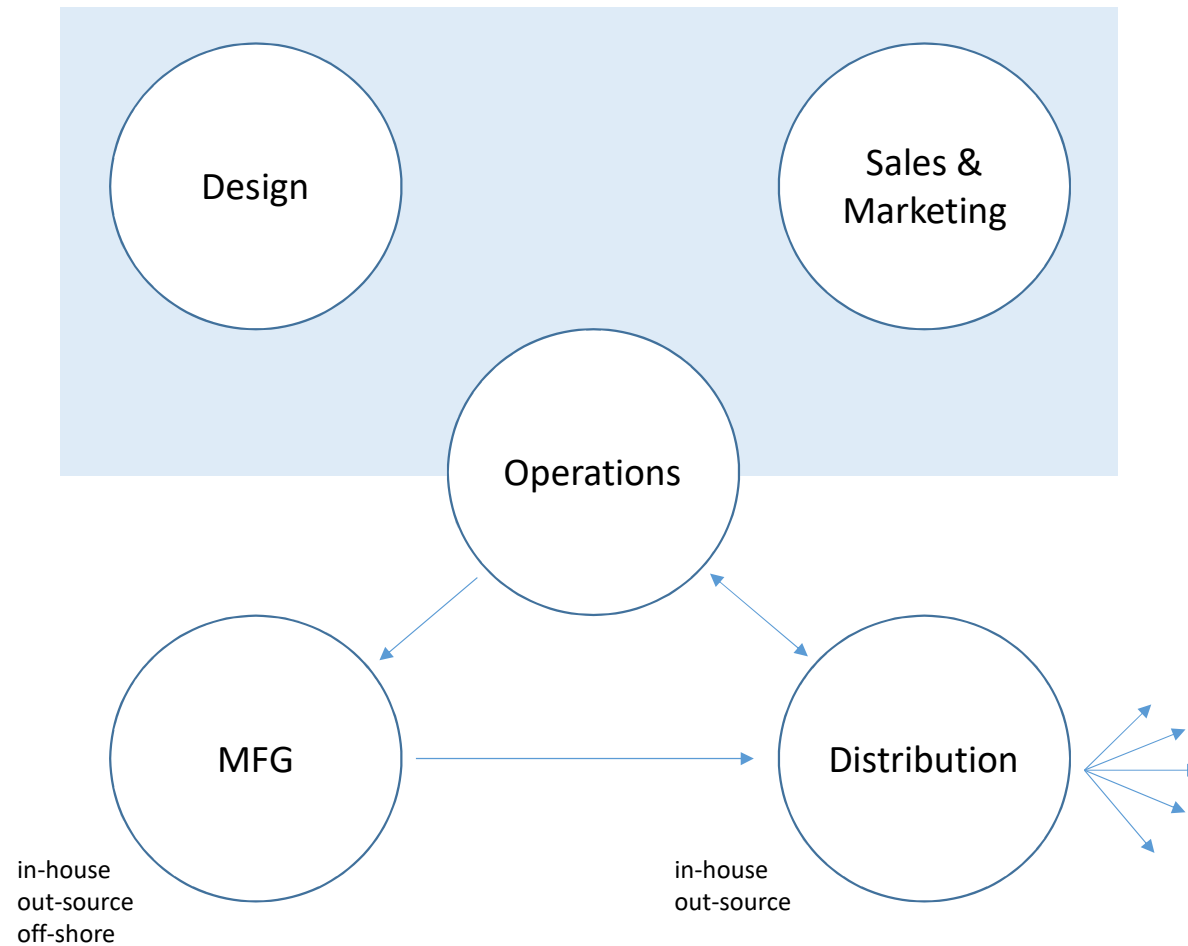 Design
Sales &
Marketing
Operations
MFG
Distribution
in-house
out-source
off-shore
in-house
out-source